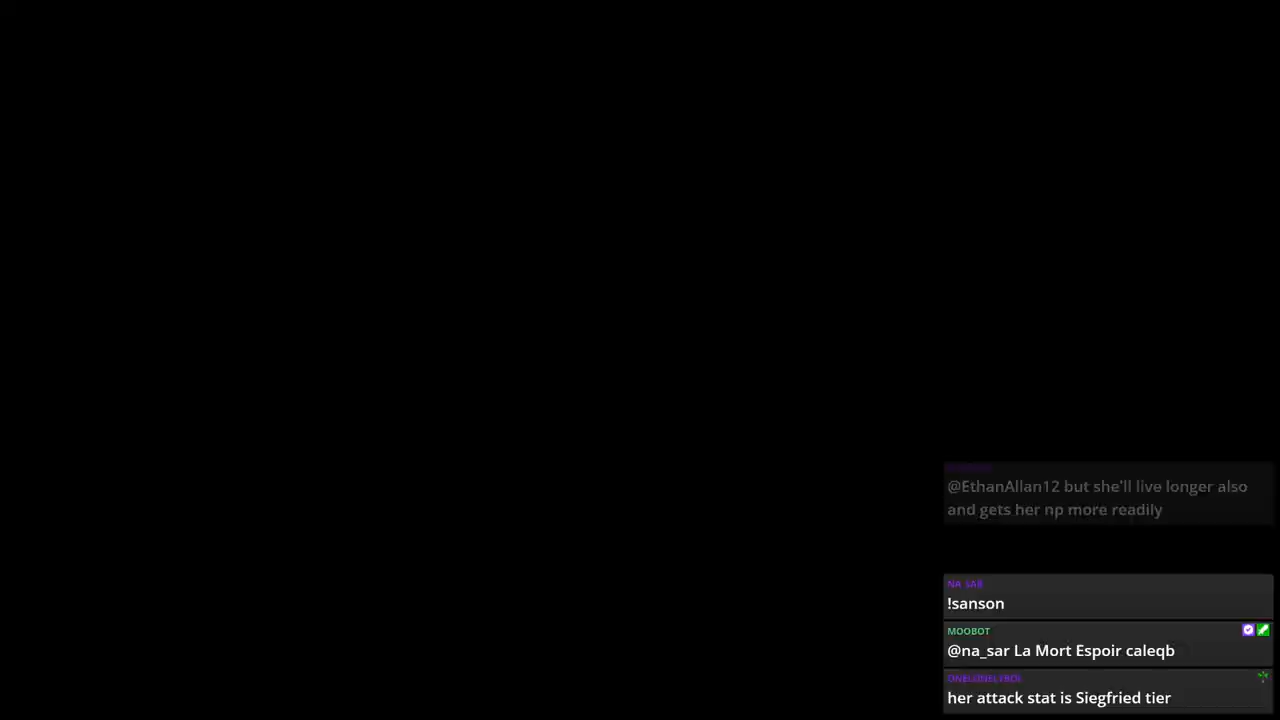 @EthanAllan12 but she'll live longer also
and gets her np more readily
NA_SAR
!sanson
MOOBOT
@na_sar La Mort Espoir caleqb
her attack stat is Siegfried tier